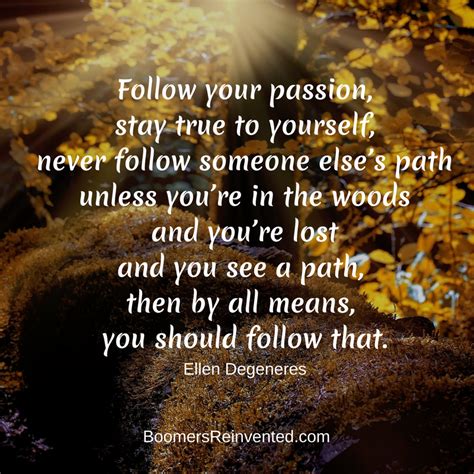 Follow your passion,
stay true to yourself,
never follow someone else's path
unless you're in the woods
and you're lost
and you see a path,
then by all means,
you should follow that.
Ellen Degeneres
BoomersReinvented.com